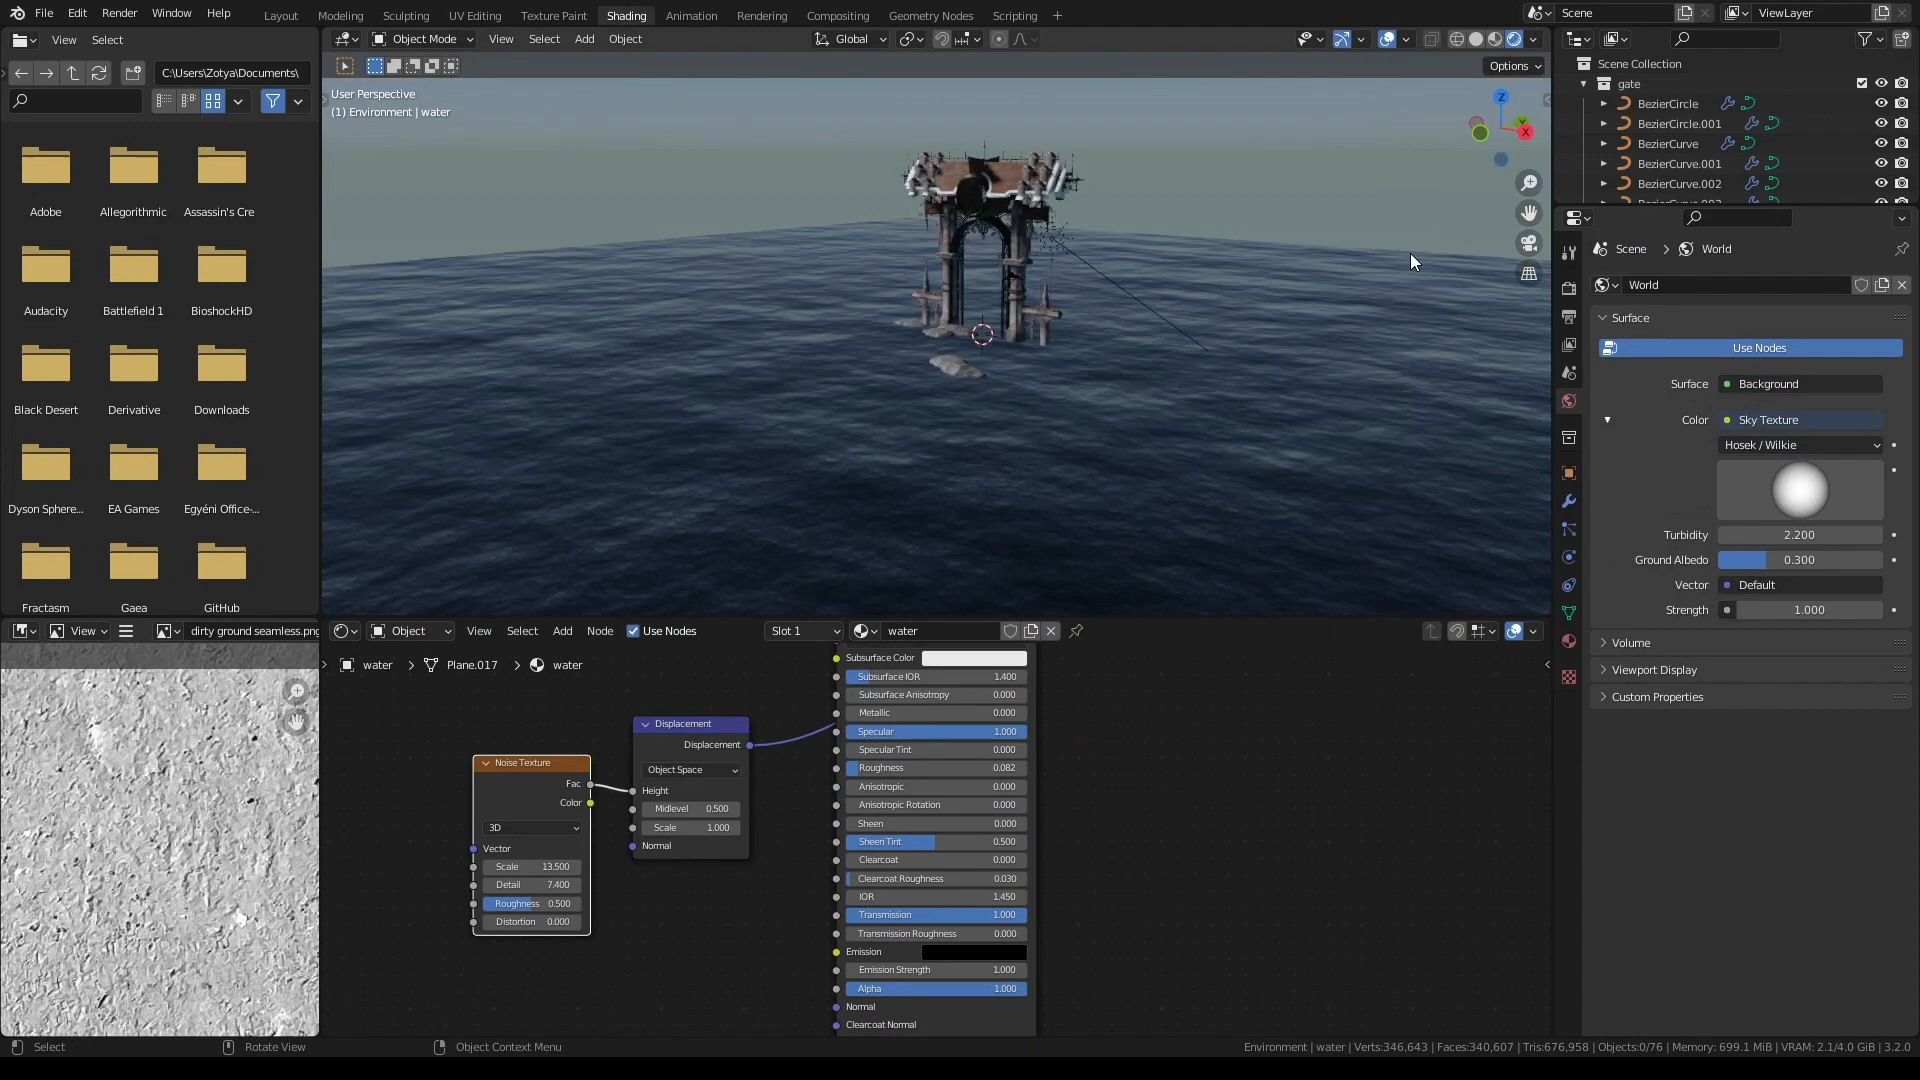 File Edit Render Window Help
Layout Modeling Sculpting UV Editing Texture Paint Shading Animation Rendering Compositing Geometry Nodes Scripting +
Scene
ViewLayer
View Select
Object Mode View Select Add Object
Global
C:\Users\Zotya\Documents\
Options
User Perspective
(1) Environment | water
Z
Y
X
Adobe Allegorithmic Assassin's Cre
Audacity Battlefield 1 BioshockHD
Black Desert Derivative Downloads
Dyson Sphere... EA Games Egyéni Office-...
Fractasm Gaea GitHub
Scene Collection
gate
BezierCircle
BezierCircle.001
BezierCurve
BezierCurve.001
BezierCurve.002
Scene > World
World
Surface
Use Nodes
Surface Background
Color Sky Texture
Hosek / Wilkie
Turbidity 2.200
Ground Albedo 0.300
Vector Default
Strength 1.000
Volume
Viewport Display
Custom Properties
View dirty ground seamless.png
Object View Select Add Node Use Nodes Slot 1 water
water > Plane.017 > water
Noise Texture
Fac
Color
3D
Vector
Scale 13.500
Detail 7.400
Roughness 0.500
Distortion 0.000
Displacement
Displacement
Object Space
Height
Midlevel 0.500
Scale 1.000
Normal
Subsurface Color
Subsurface IOR 1.400
Subsurface Anisotropy 0.000
Metallic 0.000
Specular 1.000
Specular Tint 0.000
Roughness 0.082
Anisotropic 0.000
Anisotropic Rotation 0.000
Sheen 0.000
Sheen Tint 0.500
Clearcoat 0.000
Clearcoat Roughness 0.030
IOR 1.450
Transmission 1.000
Transmission Roughness 0.000
Emission
Emission Strength 1.000
Alpha 1.000
Normal
Clearcoat Normal
Select Rotate View Object Context Menu
Environment | water | Verts:346,643 | Faces:340,607 | Tris:676,958 | Objects:0/76 | Memory: 699.1 MiB | VRAM: 2.1/4.0 GiB | 3.2.0